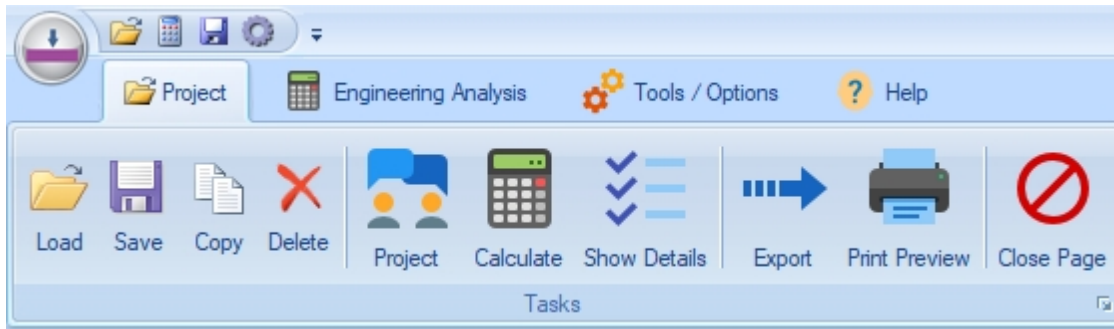 Project Engineering Analysis Tools / Options ? Help
Load Save Copy Delete Project Calculate Show Details Export Print Preview Close Page
Tasks